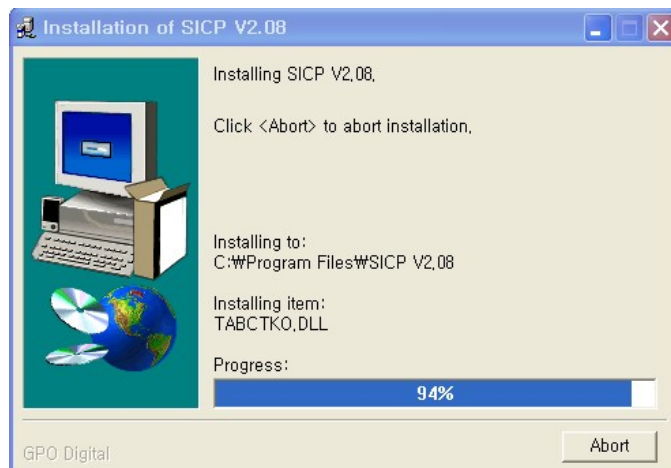 Installation of SICP V2.08
Installing SICP V2.08.
Click <Abort> to abort installation.
Installing to:
C:₩Program Files₩SICP V2.08
Installing item:
TABCTKO.DLL
Progress:
94%
GPO Digital
Abort